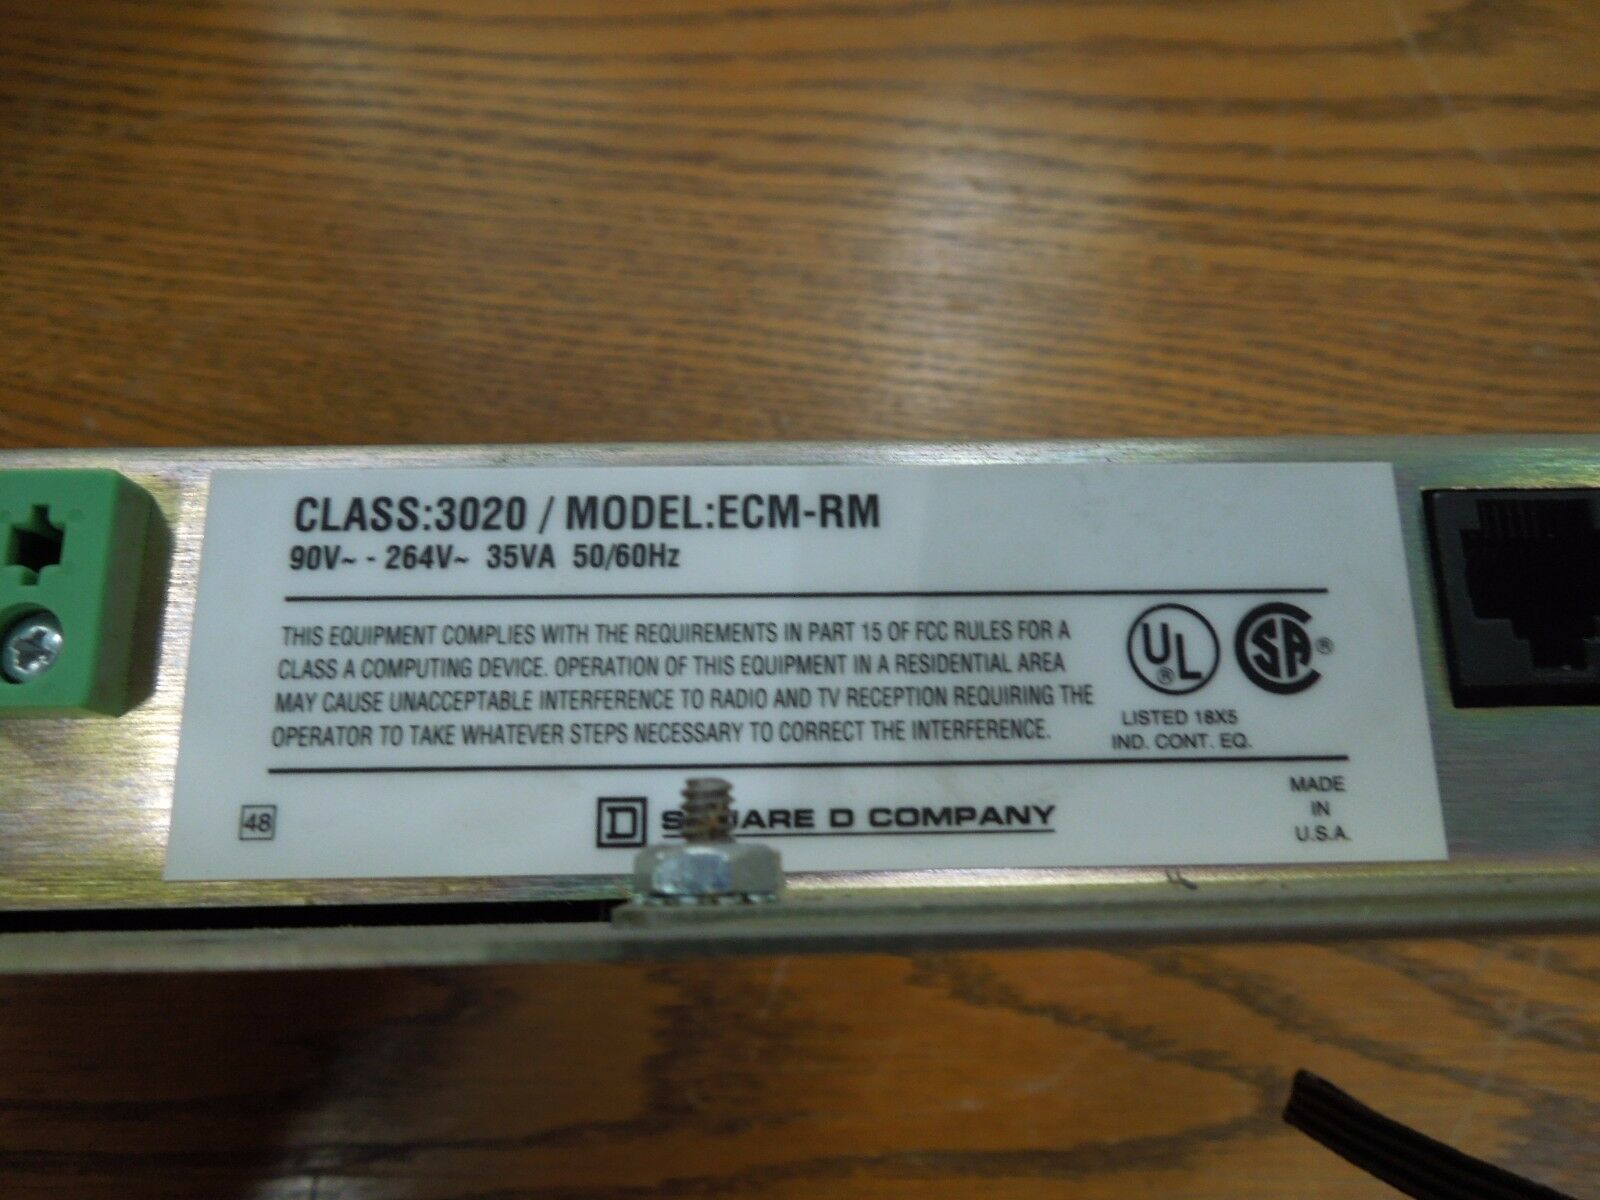 CLASS:3020 / MODEL:ECM-RM
90V~ - 264V~ 35VA 50/60Hz
THIS EQUIPMENT COMPLIES WITH THE REQUIREMENTS IN PART 15 OF FCC RULES FOR A
CLASS A COMPUTING DEVICE. OPERATION OF THIS EQUIPMENT IN A RESIDENTIAL AREA
MAY CAUSE UNACCEPTABLE INTERFERENCE TO RADIO AND TV RECEPTION REQUIRING THE
OPERATOR TO TAKE WHATEVER STEPS NECESSARY TO CORRECT THE INTERFERENCE.
UL ® SA ®
LISTED 18X5
IND. CONT. EQ.
48
D SQUARE D COMPANY
MADE
IN
U.S.A.